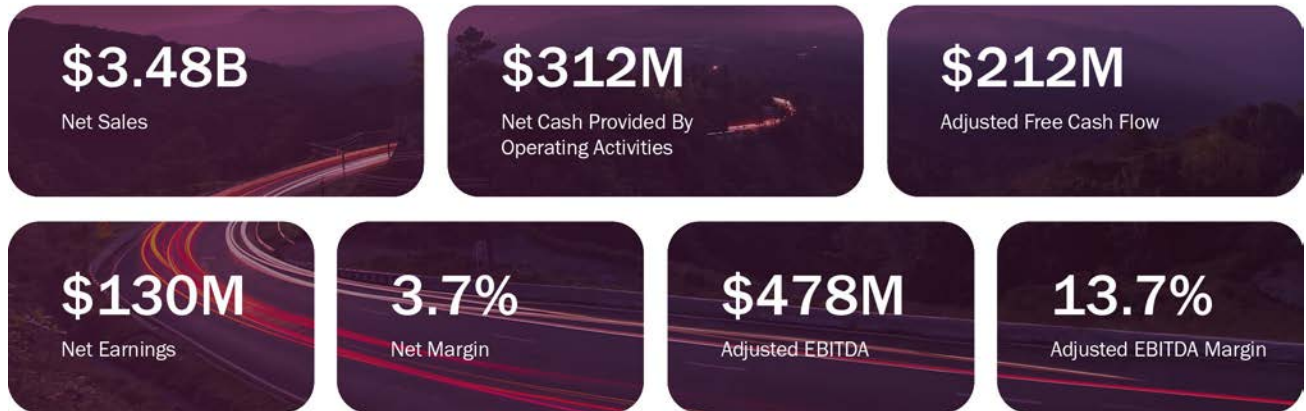 $3.48B
Net Sales
$312M
Net Cash Provided By
Operating Activities
$212M
Adjusted Free Cash Flow
$130M
Net Earnings
3.7%
Net Margin
$478M
Adjusted EBITDA
13.7%
Adjusted EBITDA Margin